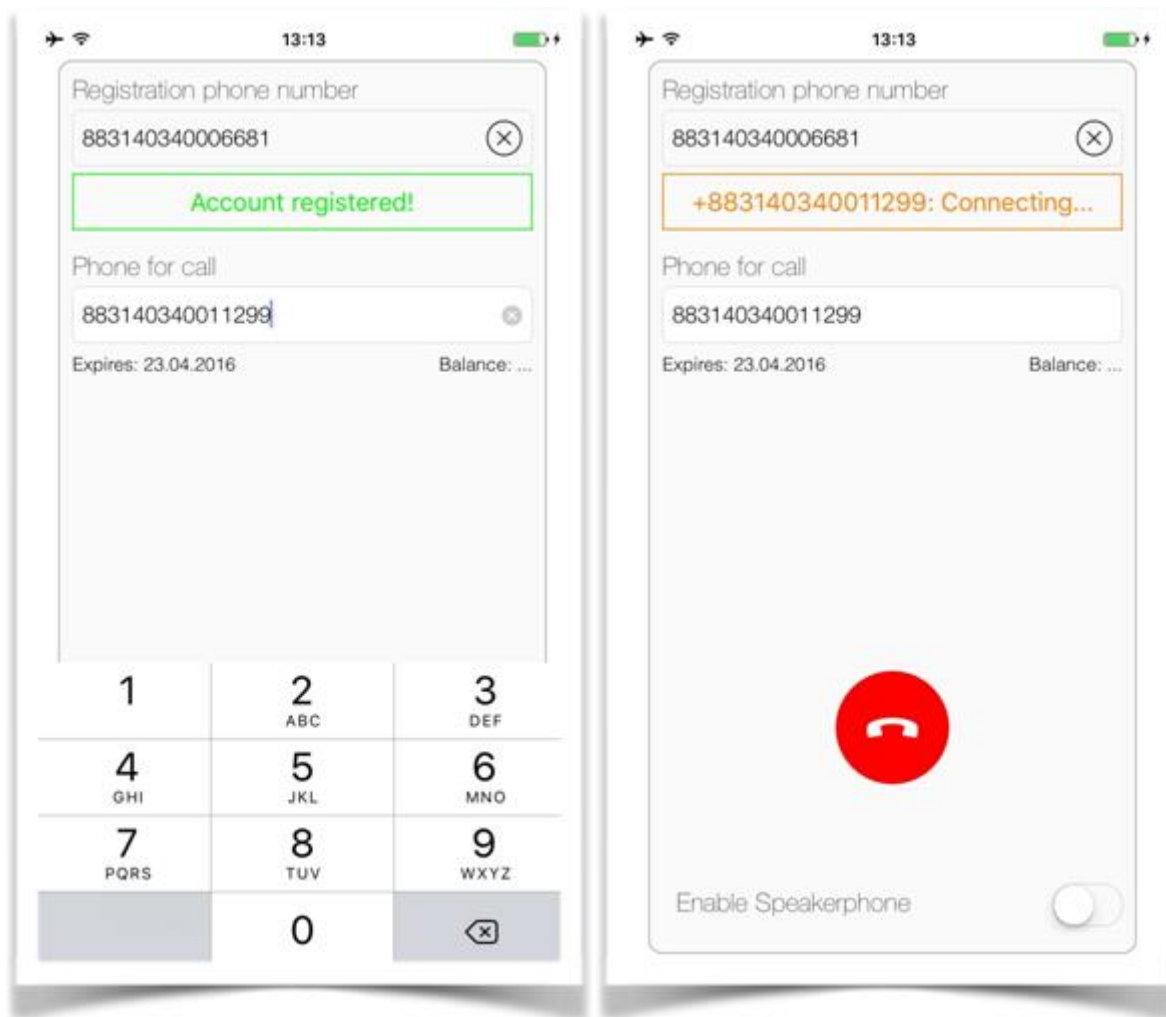 13:13
Registration phone number
883140340006681
Account registered!
Phone for call
883140340011299
Expires: 23.04.2016 Balance: ...
1 2 3
ABC DEF
4 5 6
GHI JKL MNO
7 8 9
PQRS TUV WXYZ
0
13:13
Registration phone number
883140340006681
+883140340011299: Connecting...
Phone for call
883140340011299
Expires: 23.04.2016 Balance: ...
Enable Speakerphone